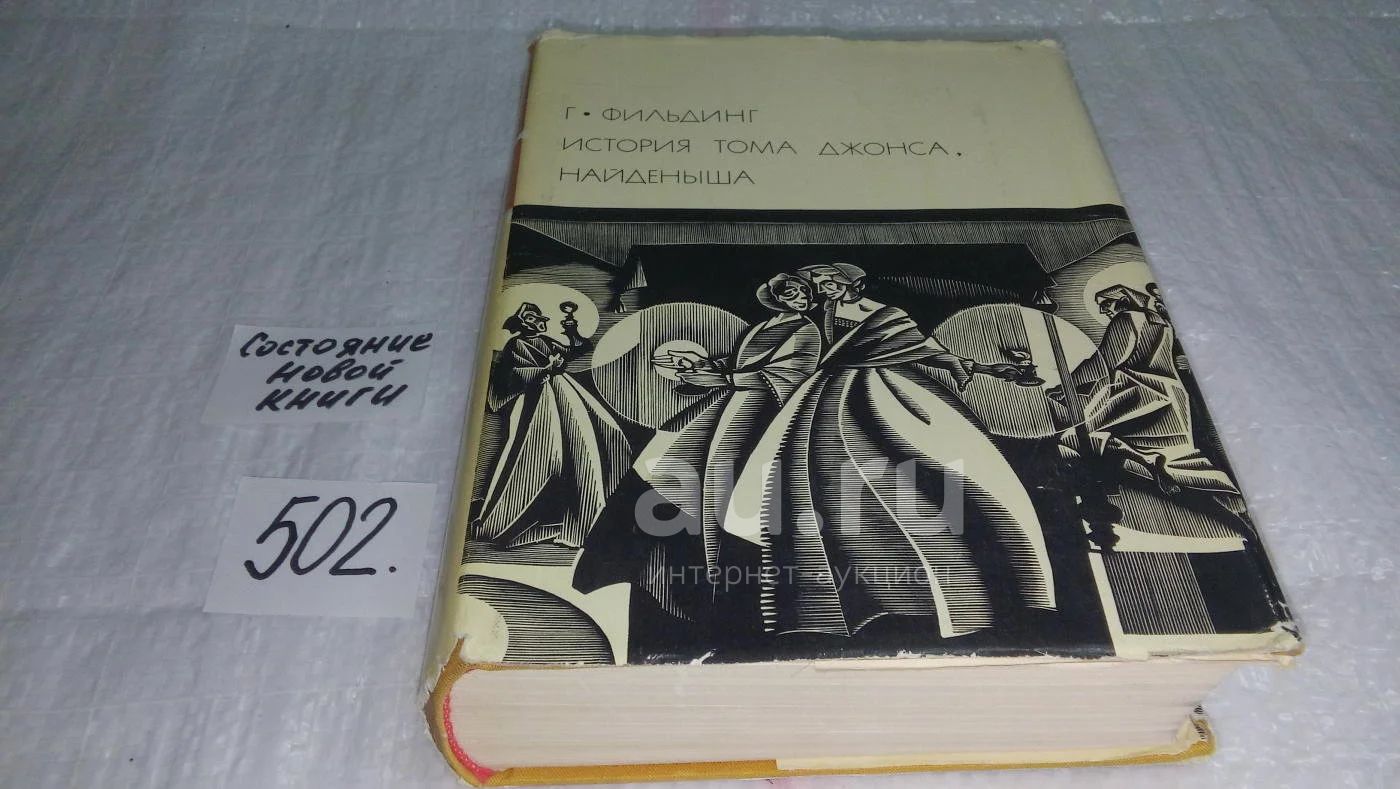 Г. ФИЛЬДИНГ
ИСТОРИЯ ТОМА ДЖОНСА,
НАЙДЕНЫША
Состояние
новой
книги
502.
au.ru
интернет аукцион